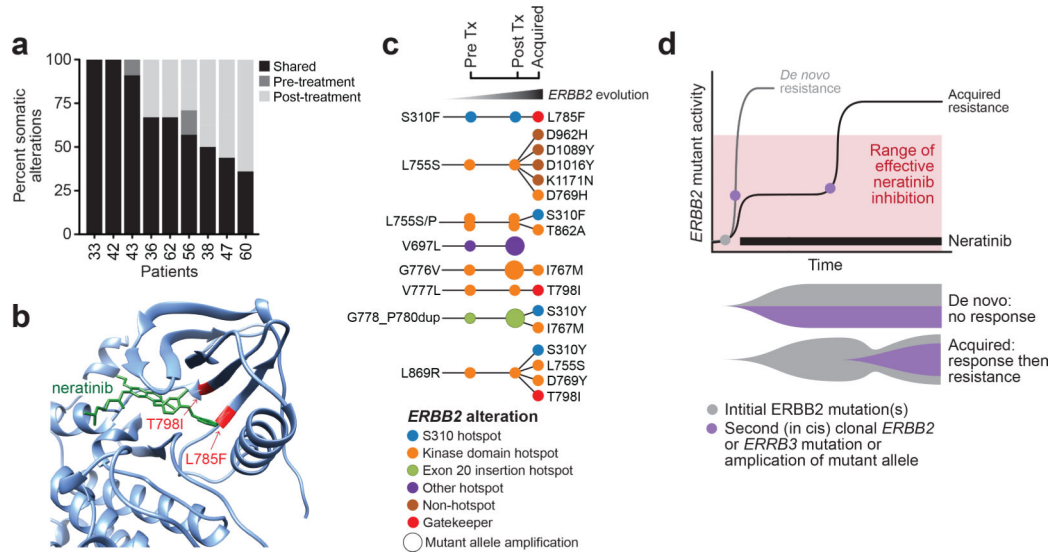 a
Percent somatic
alterations
100
75
50
25
0
33 42 43 36 62 56 38 47 60
Patients
Shared
Pre-treatment
Post-treatment
b
neratinib
T798I
L785F
c
Pre Tx
Post Tx
Acquired
ERBB2 evolution
S310F
L785F
L755S
D962H
D1089Y
D1016Y
K1171N
D769H
L755S/P
S310F
T862A
V697L
G776V
I767M
V777L
T798I
G778_P780dup
S310Y
I767M
L869R
S310Y
L755S
D769Y
T798I
ERBB2 alteration
S310 hotspot
Kinase domain hotspot
Exon 20 insertion hotspot
Other hotspot
Non-hotspot
Gatekeeper
Mutant allele amplification
d
ERBB2 mutant activity
De novo
resistance
Acquired
resistance
Range of
effective
neratinib
inhibition
Neratinib
Time
De novo:
no response
Acquired:
response then
resistance
Intitial ERBB2 mutation(s)
Second (in cis) clonal ERBB2
or ERRB3 mutation or
amplication of mutant allele